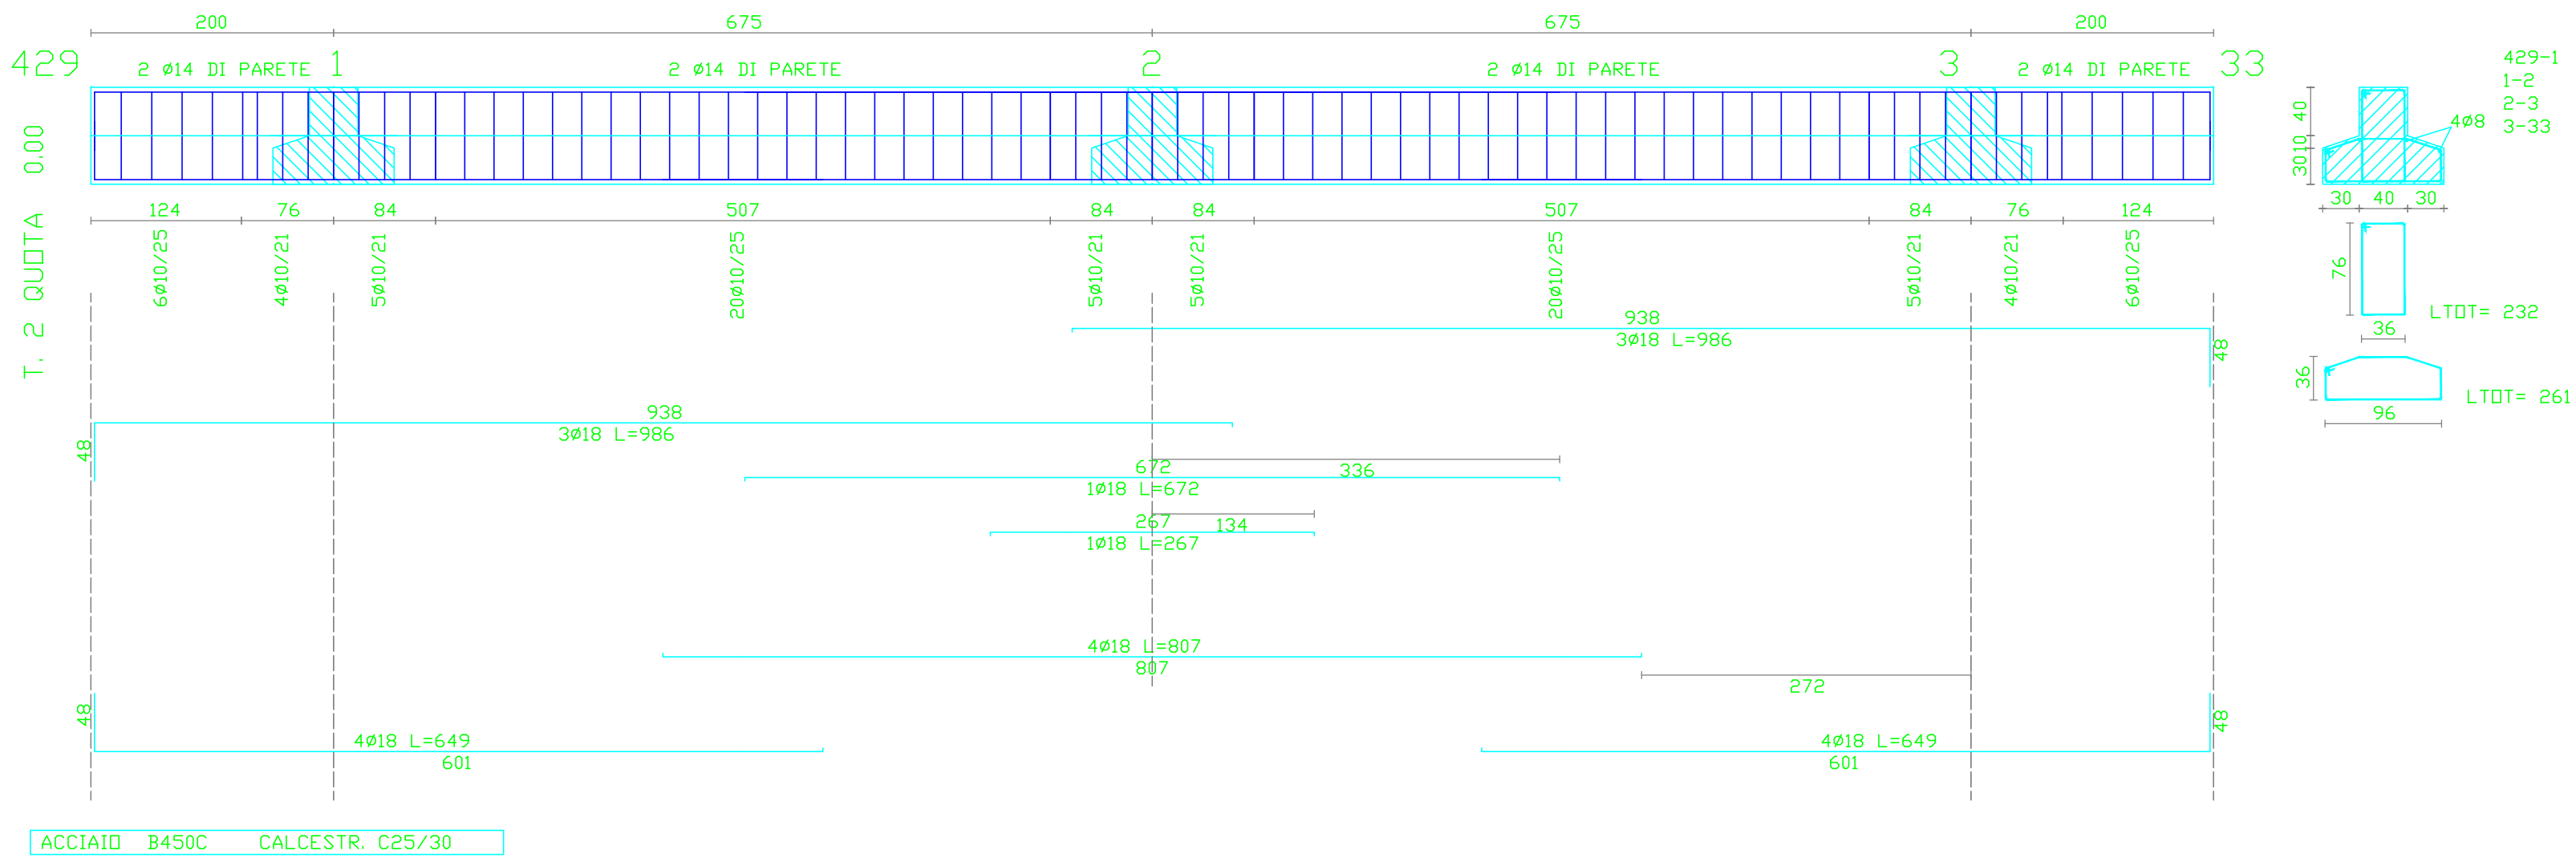 200 675 675 200
429 1 2 3 33
2 ø14 DI PARETE 2 ø14 DI PARETE 2 ø14 DI PARETE 2 ø14 DI PARETE
T. 2 QUOTA 0.00
124 76 84 507 84 84 507 84 76 124
6ø10/25 4ø10/21 5ø10/21 20ø10/25 5ø10/21 5ø10/21 20ø10/25 5ø10/21 4ø10/21 6ø10/25
938
3ø18 L=986
48
938
3ø18 L=986
48
672
336
1ø18 L=672
267
134
1ø18 L=267
4ø18 L=807
807
272
48
4ø18 L=649
601
4ø18 L=649
601
48
429-1
1-2
2-3
3-33
4ø8
40
10
30
30 40 30
76
36
LTOT= 232
36
96
LTOT= 261
ACCIAIO B450C CALCESTR. C25/30